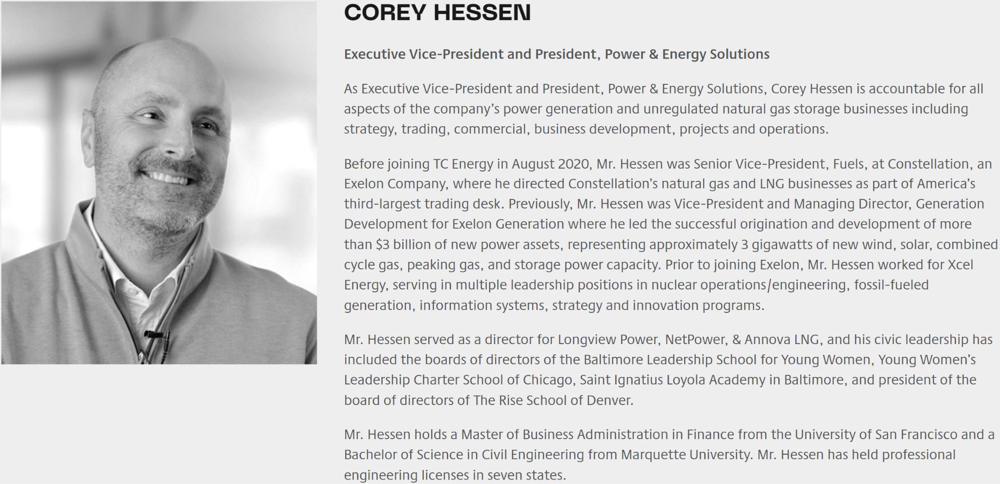 COREY HESSEN
Executive Vice-President and President, Power & Energy Solutions
As Executive Vice-President and President, Power & Energy Solutions, Corey Hessen is accountable for all
aspects of the company’s power generation and unregulated natural gas storage businesses including
strategy, trading, commercial, business development, projects and operations.
Before joining TC Energy in August 2020, Mr. Hessen was Senior Vice-President, Fuels, at Constellation, an
Exelon Company, where he directed Constellation’s natural gas and LNG businesses as part of America’s
third-largest trading desk. Previously, Mr. Hessen was Vice-President and Managing Director, Generation
Development for Exelon Generation where he led the successful origination and development of more
than $3 billion of new power assets, representing approximately 3 gigawatts of new wind, solar, combined
cycle gas, peaking gas, and storage power capacity. Prior to joining Exelon, Mr. Hessen worked for Xcel
Energy, serving in multiple leadership positions in nuclear operations/engineering, fossil-fueled
generation, information systems, strategy and innovation programs.
Mr. Hessen served as a director for Longview Power, NetPower, & Annova LNG, and his civic leadership has
included the boards of directors of the Baltimore Leadership School for Young Women, Young Women’s
Leadership Charter School of Chicago, Saint Ignatius Loyola Academy in Baltimore, and president of the
board of directors of The Rise School of Denver.
Mr. Hessen holds a Master of Business Administration in Finance from the University of San Francisco and a
Bachelor of Science in Civil Engineering from Marquette University. Mr. Hessen has held professional
engineering licenses in seven states.